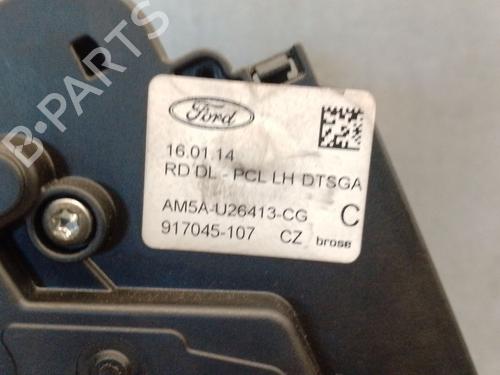 B-PARTS
Ford
16.01.14
RD DL - PCL LH DTSGA
AM5A-U26413-CG C
917045-107 CZ brose